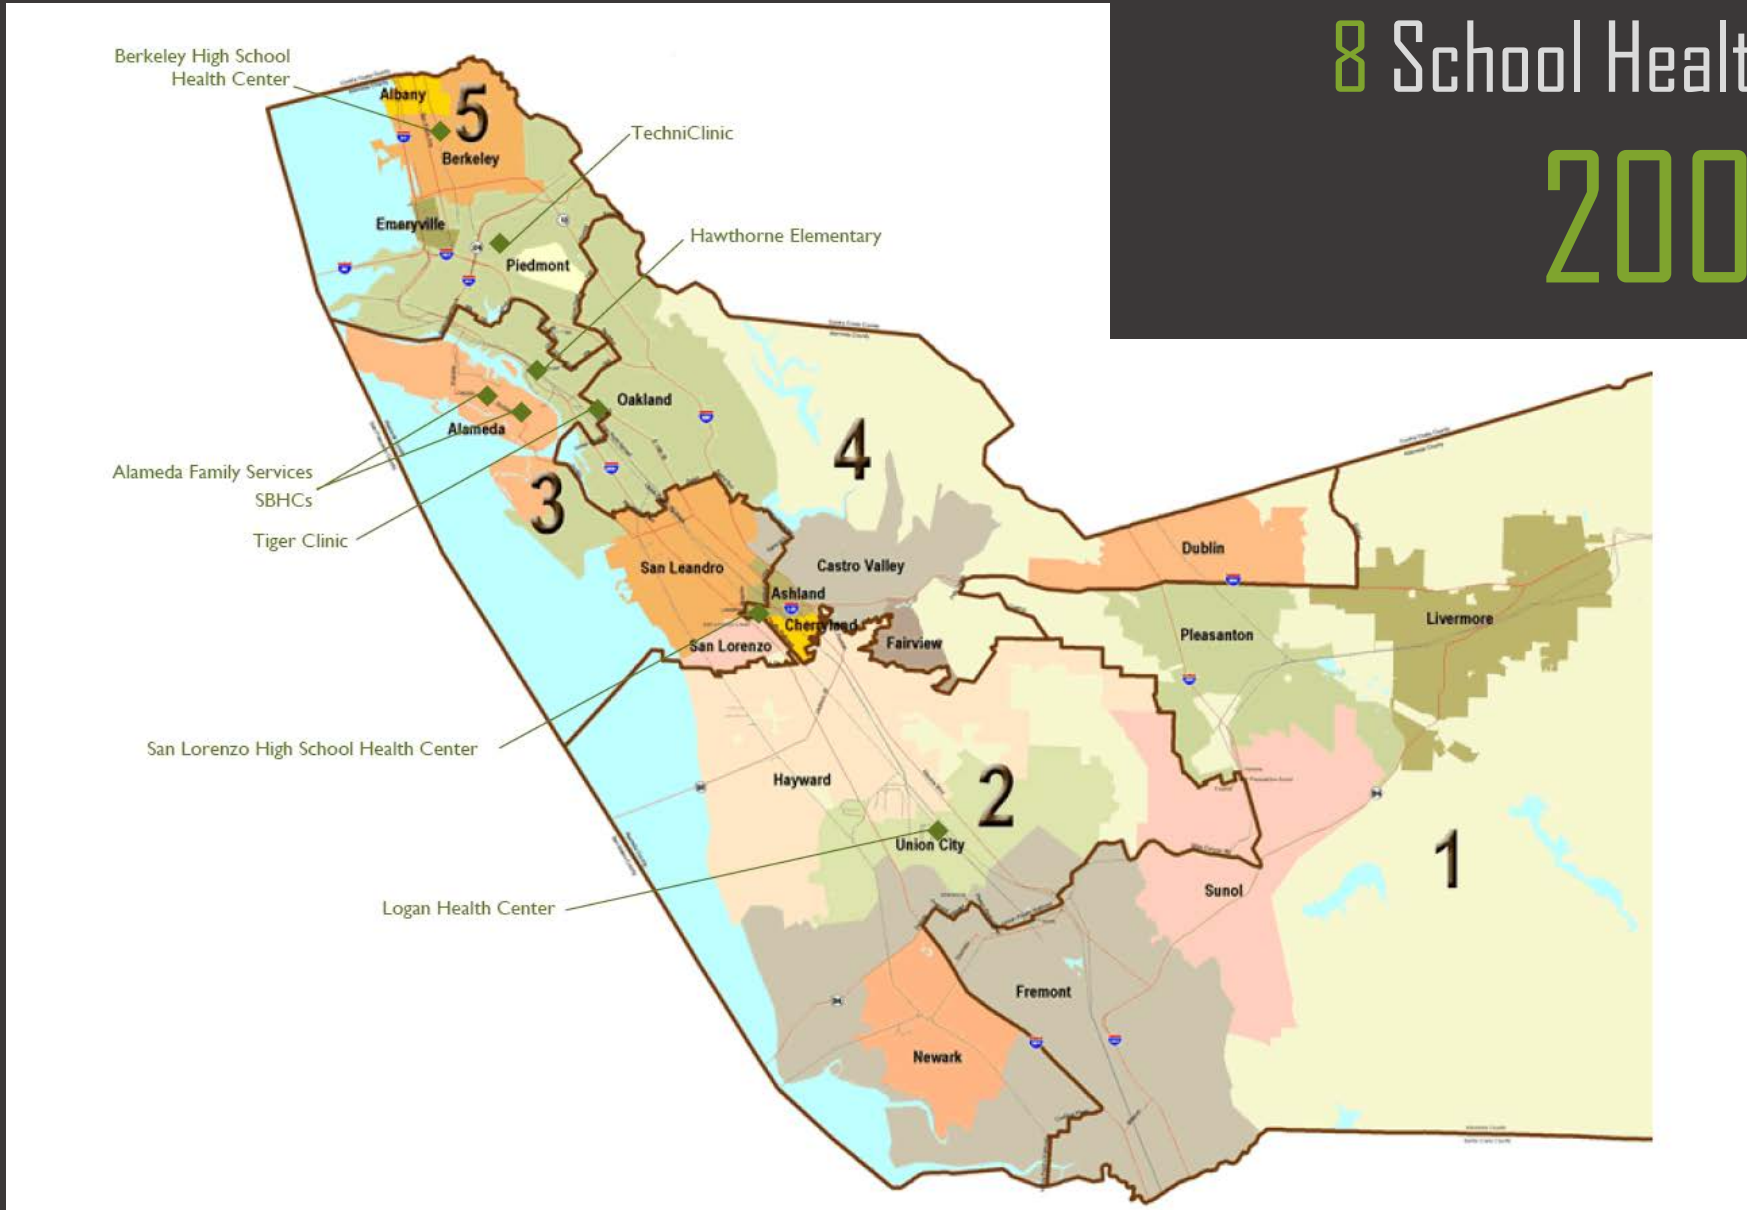 8 School Healt
200
Berkeley High School
Health Center
Albany
5
Berkeley
TechniClinic
Emeryville
Hawthorne Elementary
Piedmont
Oakland
4
Alameda
Alameda Family Services
SBHCs
3
Tiger Clinic
Dublin
San Leandro
Castro Valley
Ashland
Cherryland
Livermore
Pleasanton
San Lorenzo
Fairview
San Lorenzo High School Health Center
Hayward
2
Union City
1
Sunol
Logan Health Center
Fremont
Newark